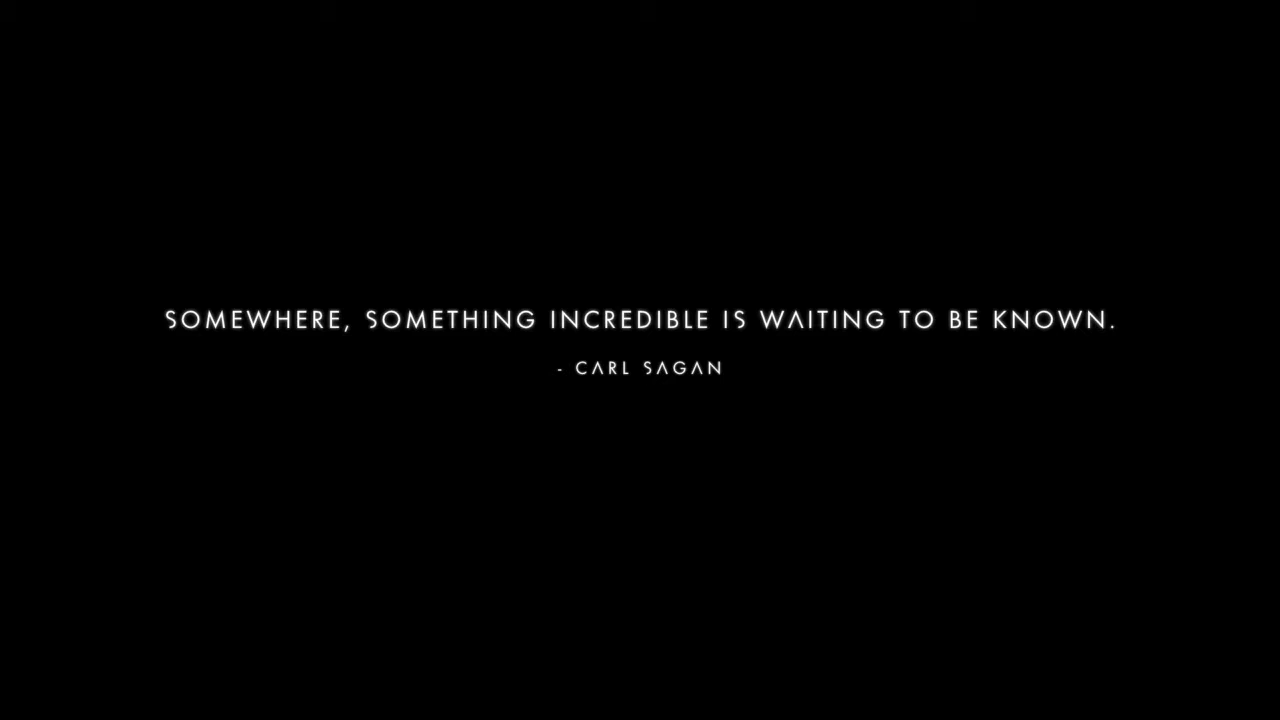 SOMEWHERE, SOMETHING INCREDIBLE IS WAITING TO BE KNOWN.
- CARL SAGAN